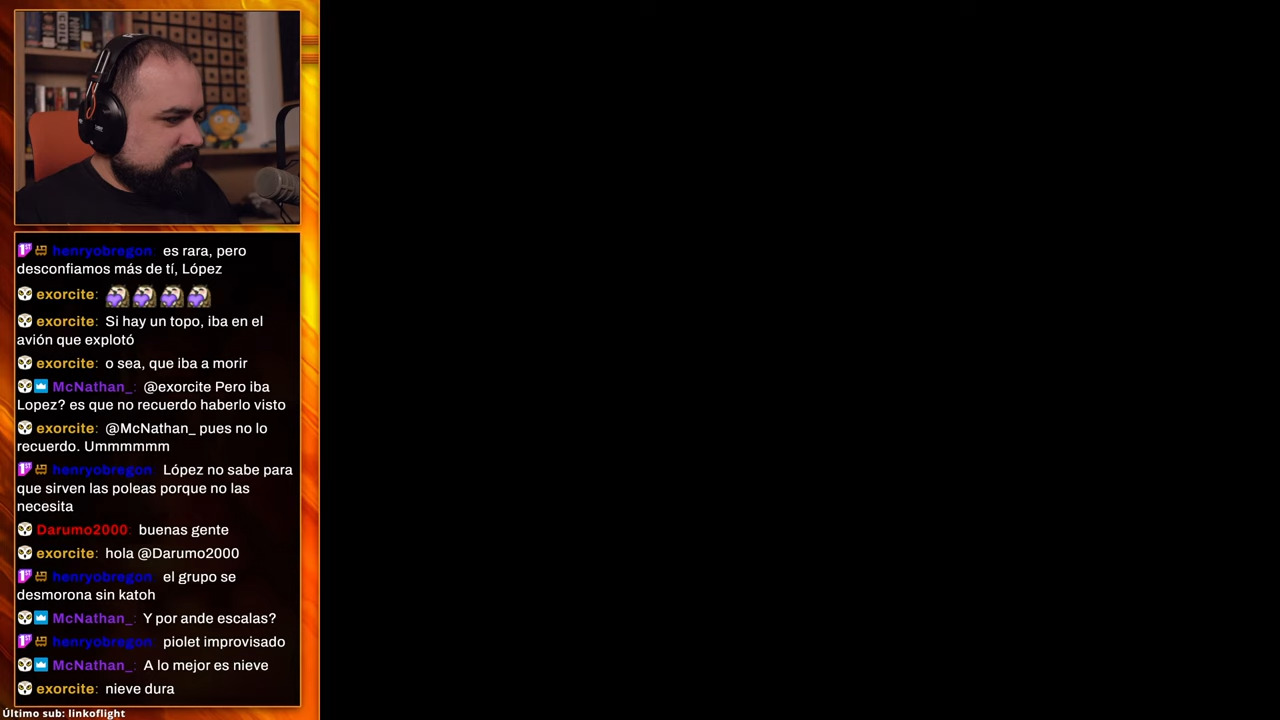 henryobregon: es rara, pero
desconfiamos más de tí, López
exorcite:
exorcite: Si hay un topo, iba en el
avión que explotó
exorcite: o sea, que iba a morir
McNathan_: @exorcite Pero iba
Lopez? es que no recuerdo haberlo visto
exorcite: @McNathan_ pues no lo
recuerdo. Ummmmmm
henryobregon: López no sabe para
que sirven las poleas porque no las
necesita
Darumo2000: buenas gente
exorcite: hola @Darumo2000
henryobregon: el grupo se
desmorona sin katoh
McNathan_: Y por ande escalas?
henryobregon: piolet improvisado
McNathan_: A lo mejor es nieve
exorcite: nieve dura
Último sub: linkoflight